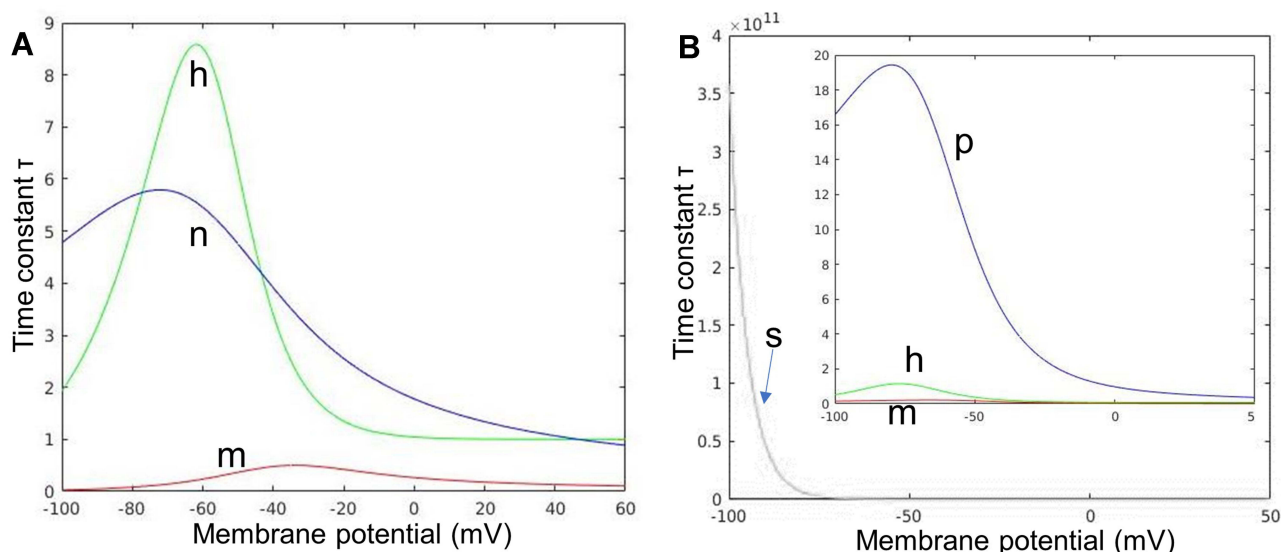 A
9
8
7
6
5
4
3
2
1
0
-100 -80 -60 -40 -20 0 20 40 60
Time constant τ
Membrane potential (mV)
h
n
m
B
×10^11
4
3.5
3
2.5
2
1.5
1
0.5
0
-100 -50 0 50
Time constant τ
Membrane potential (mV)
s
20
18
16
14
12
10
8
6
4
2
0
-100 -50 0 5
p
h
m